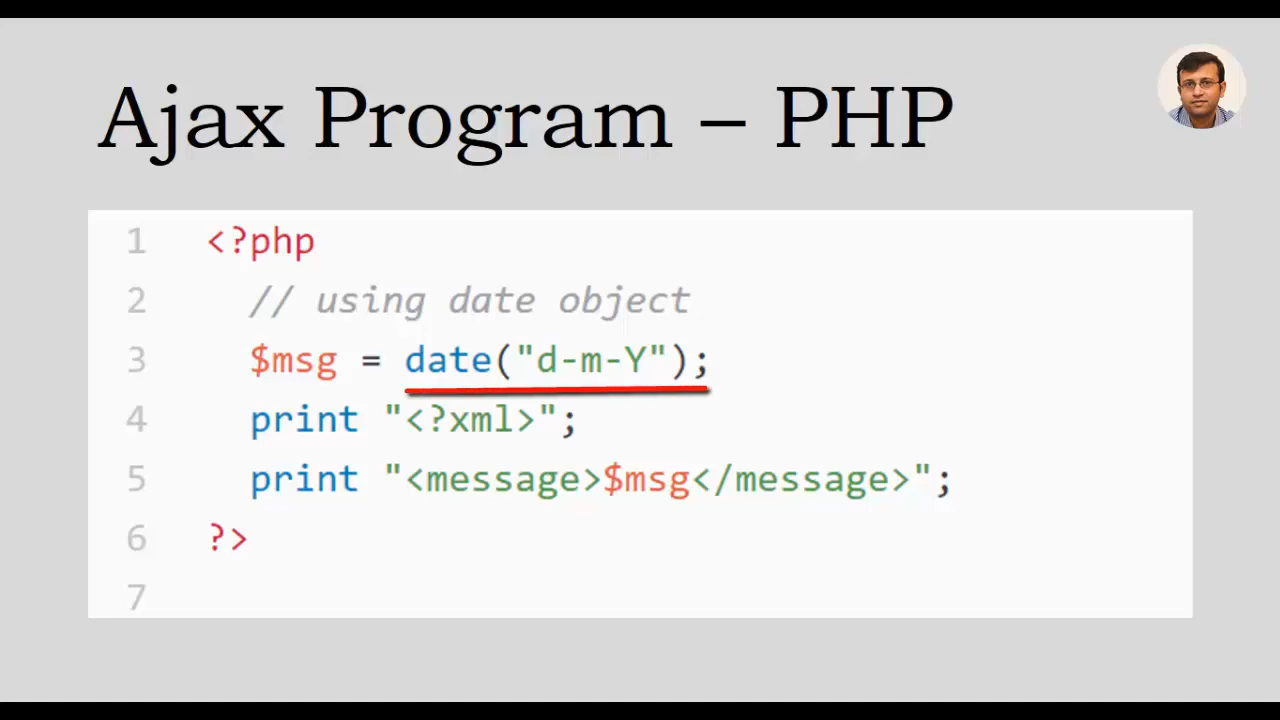 Ajax Program – PHP
1 <?php
2 // using date object
3 $msg = date("d-m-Y");
4 print "<?xml>";
5 print "<message>$msg</message>";
6 ?>
7